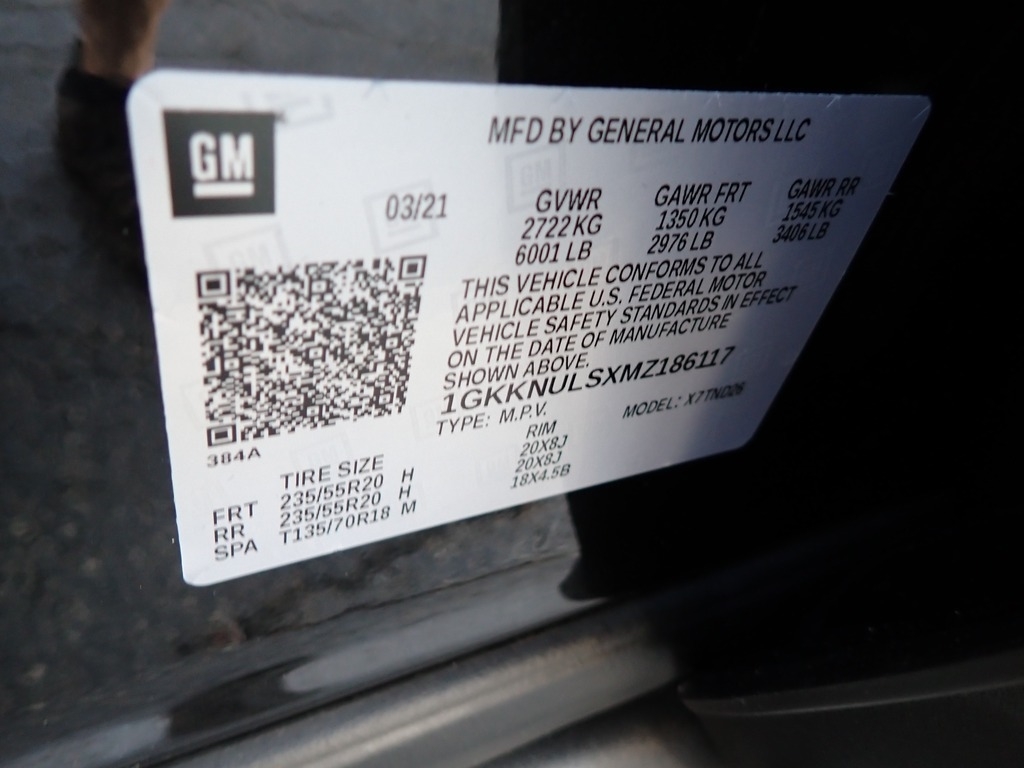 GM
MFD BY GENERAL MOTORS LLC
03/21
GVWR
2722 KG
6001 LB
GAWR FRT
1350 KG
2976 LB
GAWR RR
1545 KG
3406 LB
THIS VEHICLE CONFORMS TO ALL
APPLICABLE U.S. FEDERAL MOTOR
VEHICLE SAFETY STANDARDS IN EFFECT
ON THE DATE OF MANUFACTURE
SHOWN ABOVE.
1GKKNULSXMZ186117
TYPE: M.P.V. MODEL: X7TND26
384A
TIRE SIZE RIM
FRT 235/55R20 H 20X8J
RR 235/55R20 H 20X8J
SPA T135/70R18 M 18X4.5B